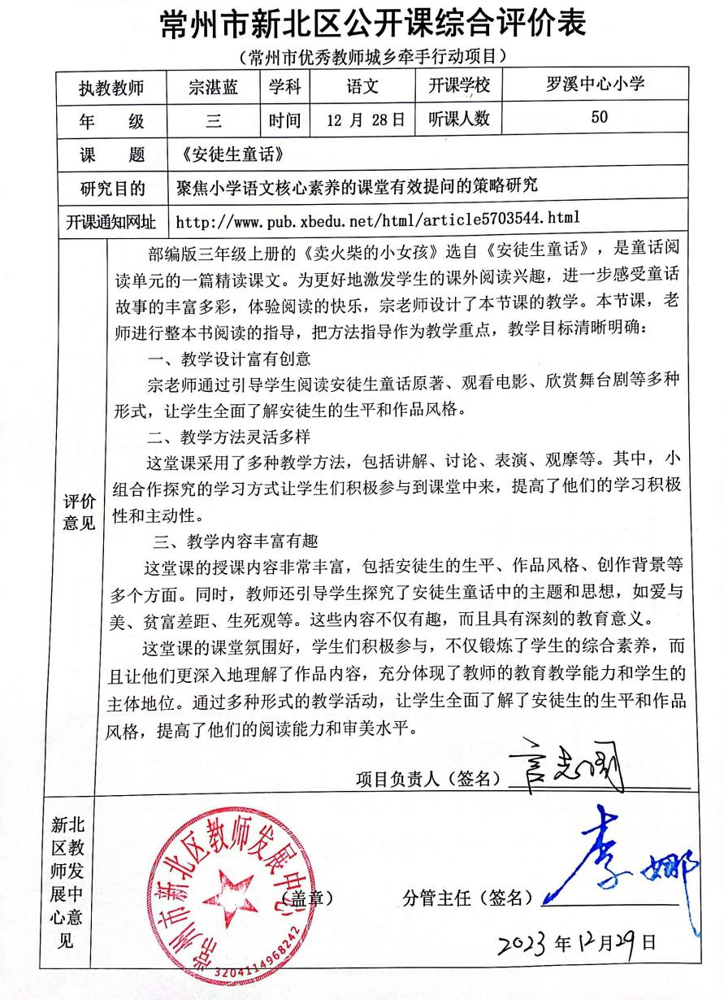 常州市新北区公开课综合评价表
（常州市优秀教师城乡牵手行动项目）
执教教师 宗湛蓝 学科 语文 开课学校 罗溪中心小学
年 级 三 时间 12 月 28日 听课人数 50
课 题 《安徒生童话》
研究目的 聚焦小学语文核心素养的课堂有效提问的策略研究
开课通知网址 http://www.pub.xbedu.net/html/article5703544.html
部编版三年级上册的《卖火柴的小女孩》选自《安徒生童话》，是童话阅
读单元的一篇精读课文。为更好地激发学生的课外阅读兴趣，进一步感受童话
故事的丰富多彩，体验阅读的快乐，宗老师设计了本节课的教学。本节课，老
师进行整本书阅读的指导，把方法指导作为教学重点，教学目标清晰明确：
一、教学设计富有创意
宗老师通过引导学生阅读安徒生童话原著、观看电影、欣赏舞台剧等多种
形式，让学生全面了解安徒生的生平和作品风格。
二、教学方法灵活多样
这堂课采用了多种教学方法，包括讲解、讨论、表演、观摩等。其中，小
组合作探究的学习方式让学生们积极参与到课堂中来，提高了他们的学习积极
性和主动性。
三、教学内容丰富有趣
这堂课的授课内容非常丰富，包括安徒生的生平、作品风格、创作背景等
多个方面。同时，教师还引导学生探究了安徒生童话中的主题和思想，如爱与
美、贫富差距、生死观等。这些内容不仅有趣，而且具有深刻的教育意义。
这堂课的课堂氛围好，学生们积极参与，不仅锻炼了学生的综合素养，而
且让他们更深入地理解了作品内容，充分体现了教师的教育教学能力和学生的
主体地位。通过多种形式的教学活动，让学生全面了解了安徒生的生平和作品
风格，提高了他们的阅读能力和审美水平。
评价
意见
项目负责人（签名）
新北
区教
师发
展中
心意
见
常州市新北区教师发展中心
3204114968242
（盖章）
分管主任（签名） 李娜
2023 年 12月29日